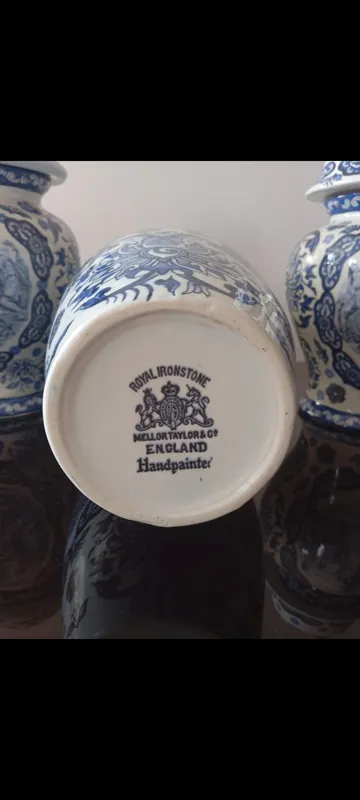 ROYAL IRONSTONE
MELLOR TAYLOR & Co
ENGLAND
Handpainted